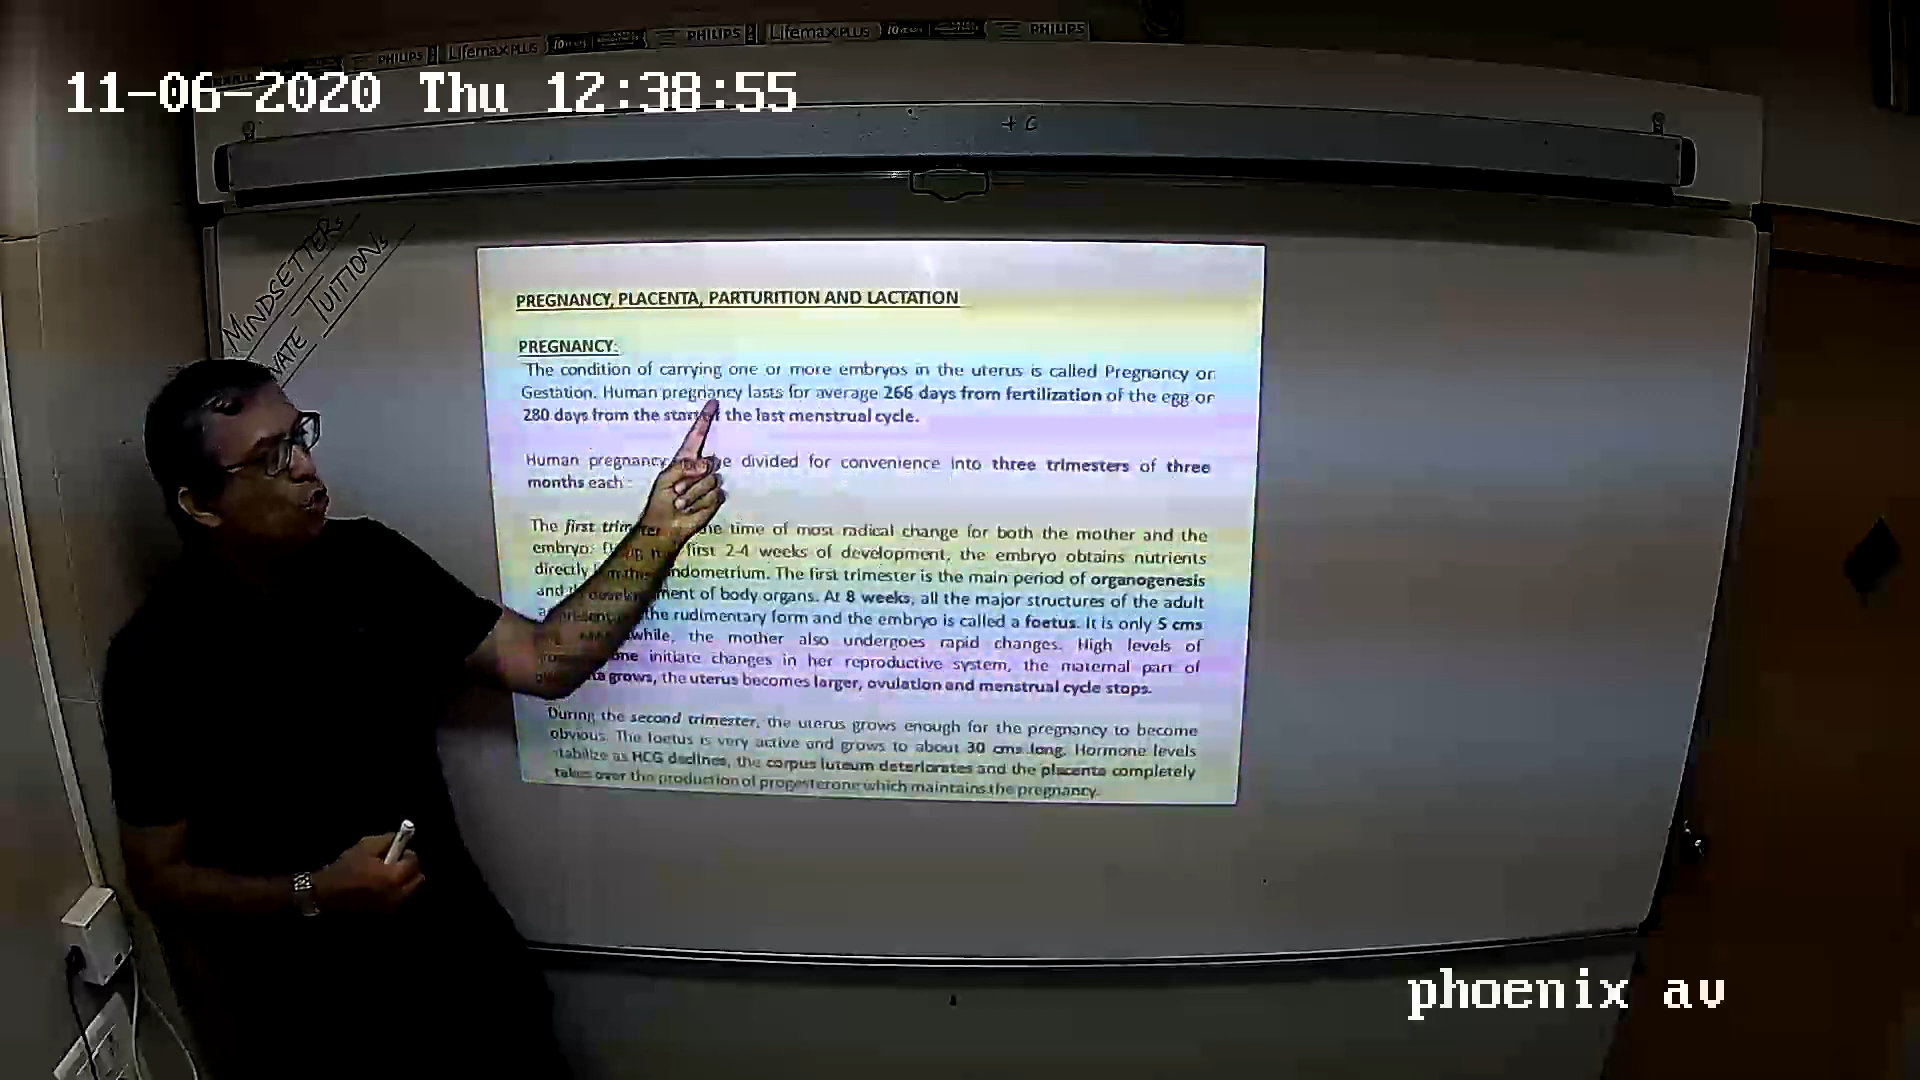 PHILIPS Lifemax PLUS 10 YEARS PHILIPS Lifemax PLUS 10 YEARS PHILIPS
11-06-2020 Thu 12:38:55
+ C
MINDSETTERS
TUITIONS
PREGNANCY, PLACENTA, PARTURITION AND LACTATION
PREGNANCY:
The condition of carrying one or more embryos in the uterus is called Pregnancy or
Gestation. Human pregnancy lasts for average 266 days from fertilization of the egg or
280 days from the start of the last menstrual cycle.
Human pregnancy divided for convenience into three trimesters of three
months each :
The first time of most radical change for both the mother and the
embryo. first 2-4 weeks of development, the embryo obtains nutrients
directly endometrium. The first trimester is the main period of organogenesis
and development of body organs. At 8 weeks, all the major structures of the adult
the rudimentary form and the embryo is called a foetus. It is only 5 cms
while, the mother also undergoes rapid changes. High levels of
initiate changes in her reproductive system, the maternal part of
grows, the uterus becomes larger, ovulation and menstrual cycle stops.
During the second trimester, the uterus grows enough for the pregnancy to become
obvious. The foetus is very active and grows to about 30 cms long. Hormone levels
stabilize as HCG declines, the corpus luteum deteriorates and the placenta completely
takes over the production of progesterone which maintains the pregnancy.
phoenix av